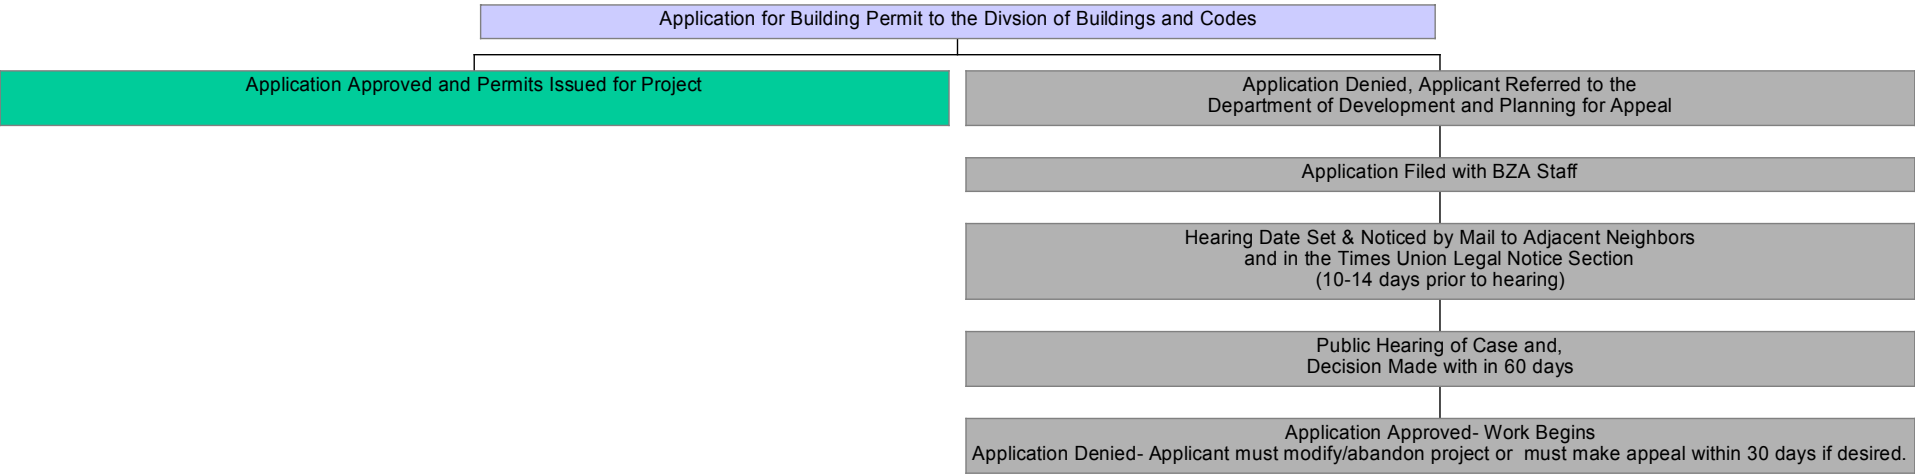 Application for Building Permit to the Divsion of Buildings and Codes
Application Approved and Permits Issued for Project
Application Denied, Applicant Referred to the
Department of Development and Planning for Appeal
Application Filed with BZA Staff
Hearing Date Set & Noticed by Mail to Adjacent Neighbors
and in the Times Union Legal Notice Section
(10-14 days prior to hearing)
Public Hearing of Case and,
Decision Made with in 60 days
Application Approved- Work Begins
Application Denied- Applicant must modify/abandon project or  must make appeal within 30 days if desired.